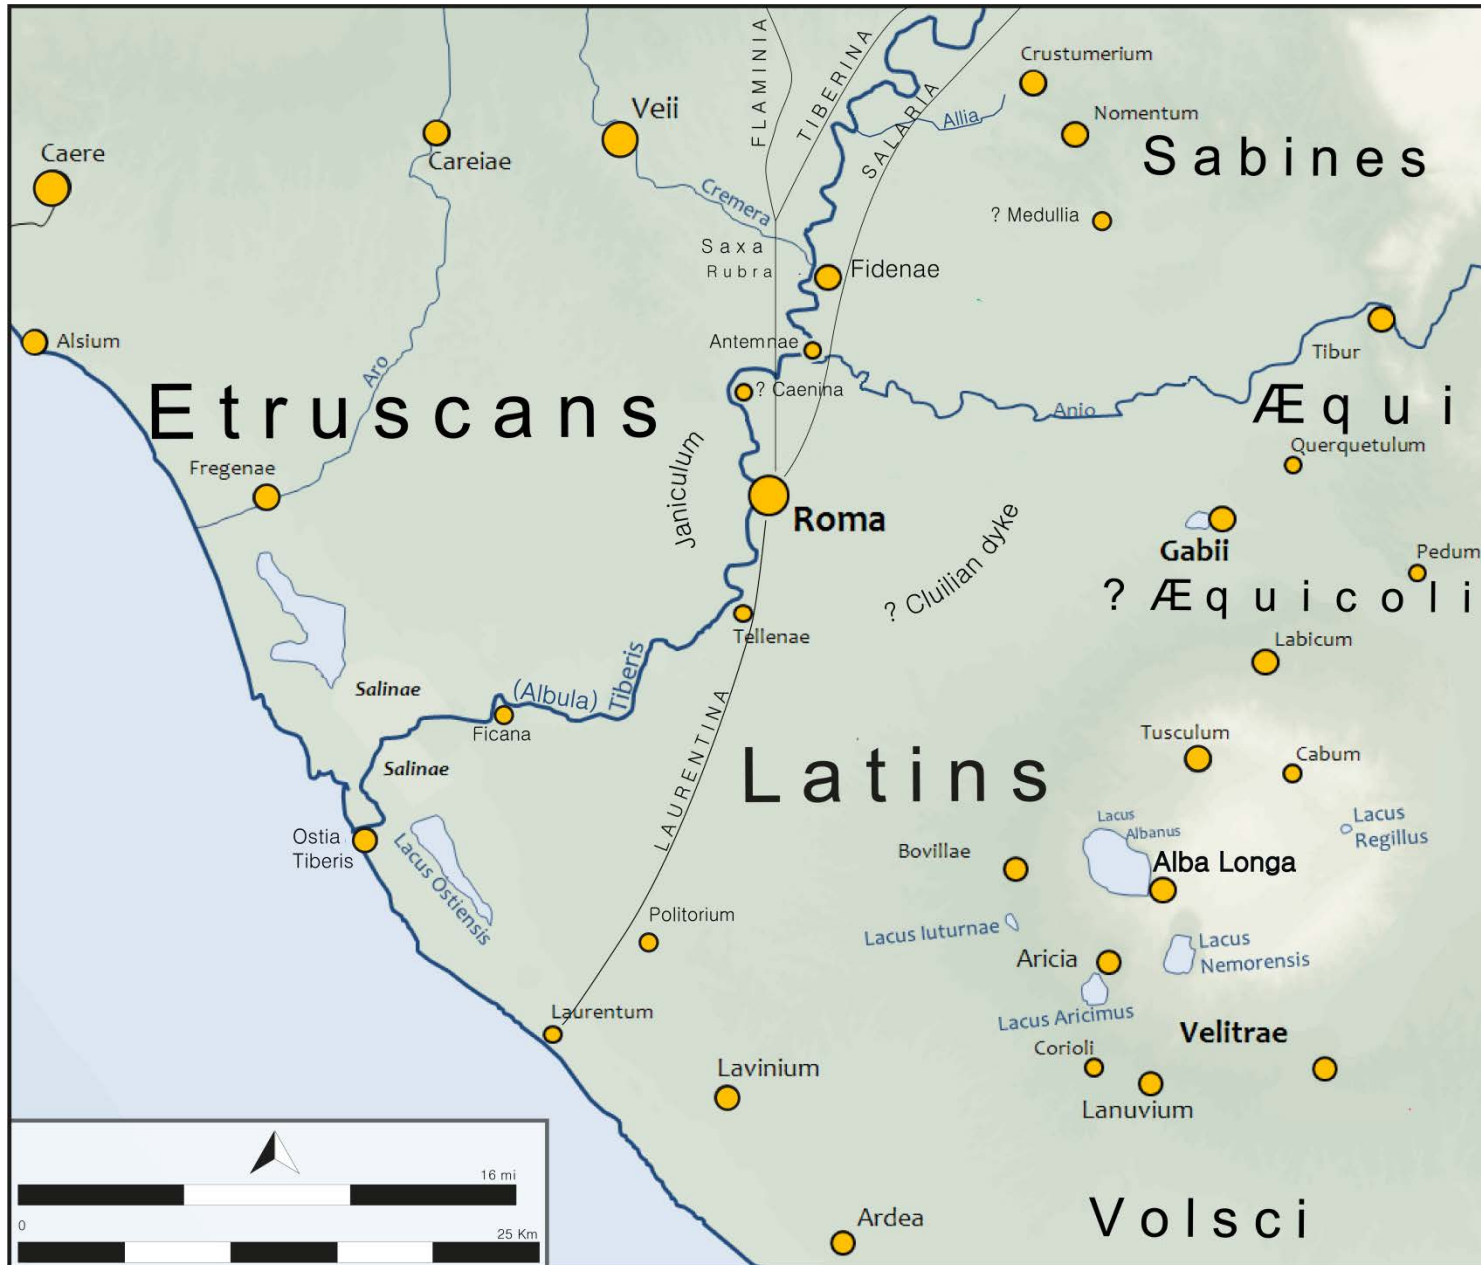 FLAMINIA
TIBERINA
SALARIA
Crustumerium
Veii
Nomentum
Allia
Caere
Careiae
Sabines
Cremera
? Medullia
Saxa
Rubra
Fidenae
Alsium
Antemnae
Tibur
Aro
Etruscans
? Caenina
Anio
Æqui
Janiculum
Querquetulum
Fregenae
Roma
? Cluilian dyke
Gabii
Pedum
? Æquicoli
Tellenae
Labicum
Salinae
(Albula)
Tiberis
Ficana
LAURENTINA
Tusculum
Cabum
Salinae
Latins
Lacus
Albanus
Lacus
Regillus
Ostia
Tiberis
Lacus Ostiensis
Bovillae
Alba Longa
Politorium
Lacus Iuturnae
Lacus
Nemorensis
Aricia
Laurentum
Lacus Aricimus
Velitrae
Corioli
Lavinium
Lanuvium
16 mi
Ardea
Volsci
0
25 Km